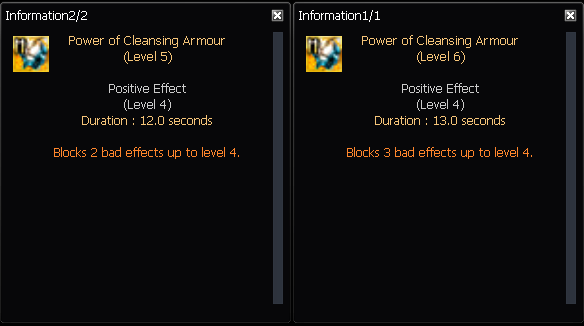 Information2/2
Power of Cleansing Armour
(Level 5)
Positive Effect
(Level 4)
Duration : 12.0 seconds
Blocks 2 bad effects up to level 4.
Information1/1
Power of Cleansing Armour
(Level 6)
Positive Effect
(Level 4)
Duration : 13.0 seconds
Blocks 3 bad effects up to level 4.